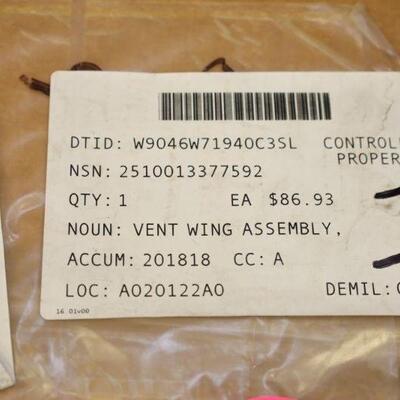 DTID: W9046W71940C3SL CONTROL
NSN: 2510013377592 PROPER
QTY: 1 EA $86.93
NOUN: VENT WING ASSEMBLY,
ACCUM: 201818 CC: A
LOC: A020122A0 DEMIL:
16 01v00